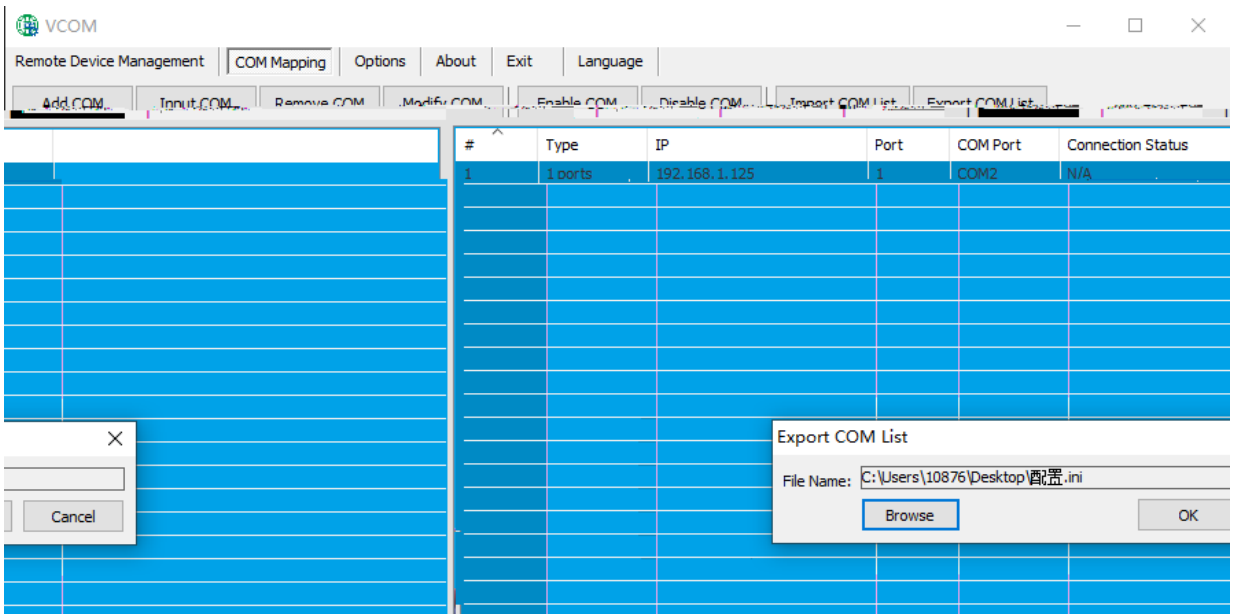 VCOM
Remote Device Management COM Mapping Options About Exit Language
Add COM Input COM Remove COM Modify COM Enable COM Disable COM Import COM List Export COM List
# Type IP Port COM Port Connection Status
1 1 ports 192.168.1.125 1 COM2 N/A
Export COM List
File Name: C:\Users\10876\Desktop\配置.ini
Cancel Browse OK